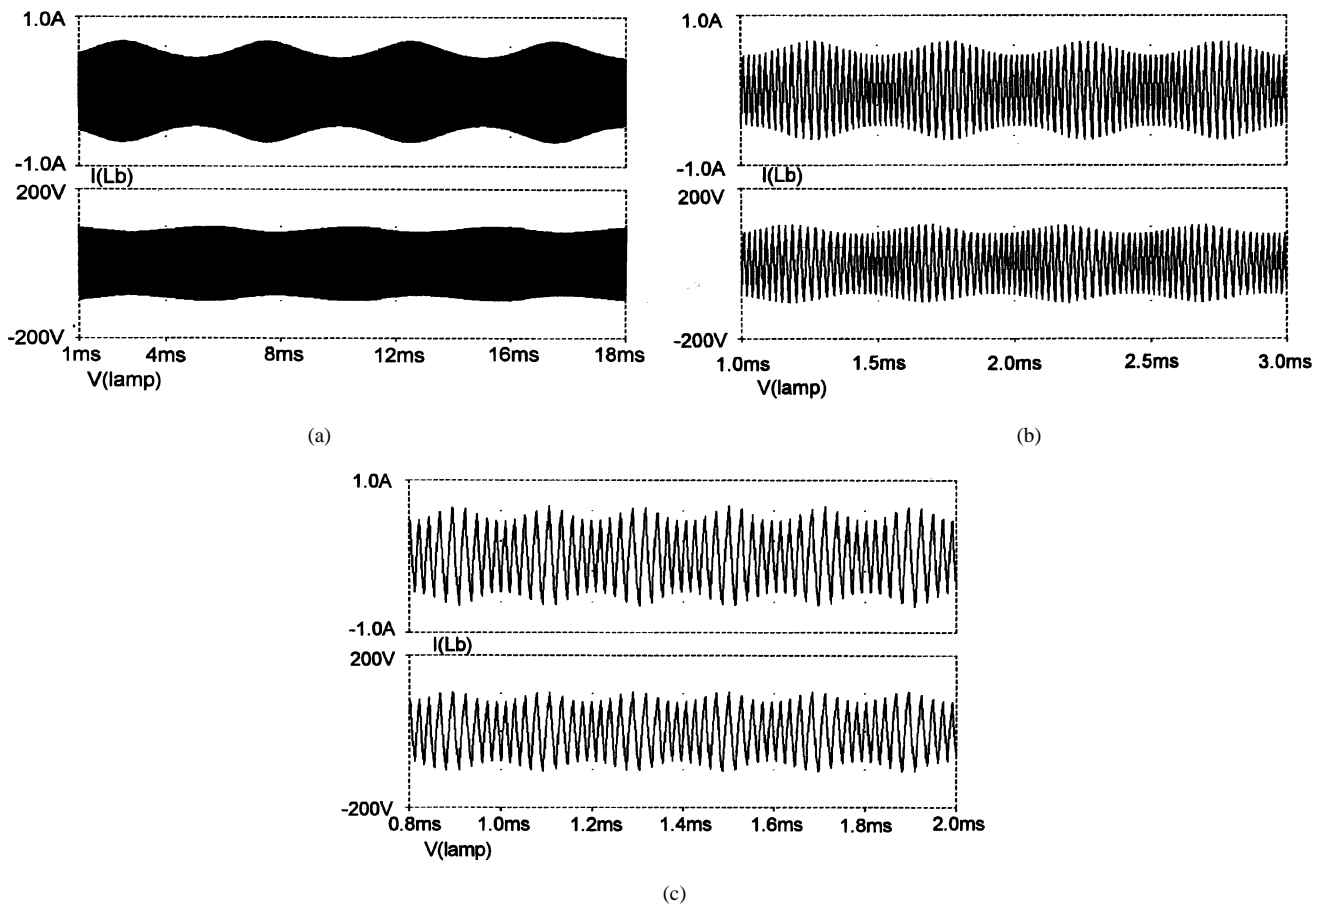 1.0A
-1.0A
I(Lb)
200V
-200V
1ms 4ms 8ms 12ms 16ms 18ms
V(lamp)
(a)
1.0A
-1.0A
I(Lb)
200V
-200V
1.0ms 1.5ms 2.0ms 2.5ms 3.0ms
V(lamp)
(b)
1.0A
-1.0A
I(Lb)
200V
-200V
0.8ms 1.0ms 1.2ms 1.4ms 1.6ms 1.8ms 2.0ms
V(lamp)
(c)